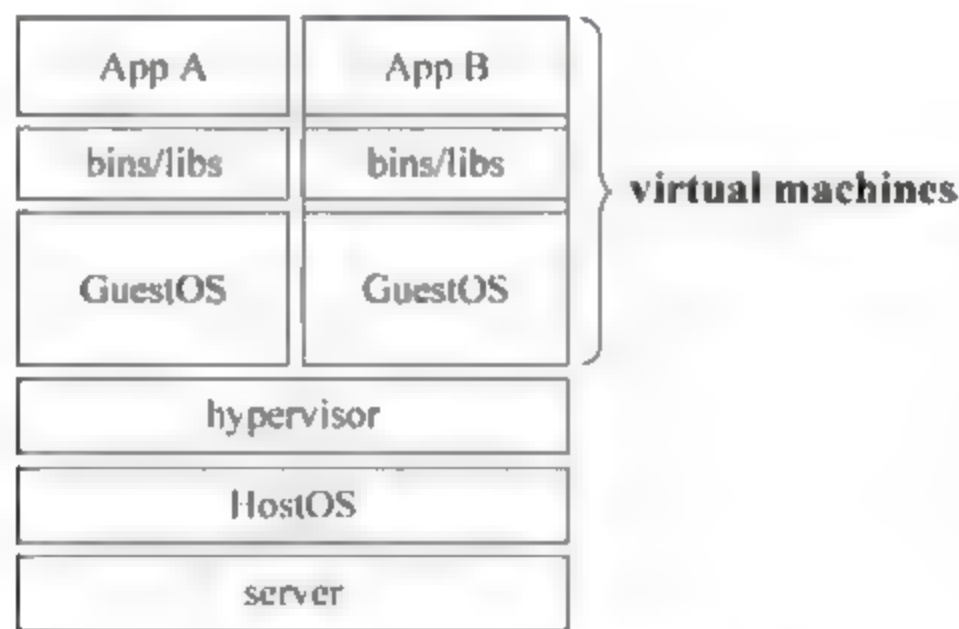 App A App B
bins/libs bins/libs
virtual machines
GuestOS GuestOS
hypervisor
HostOS
server